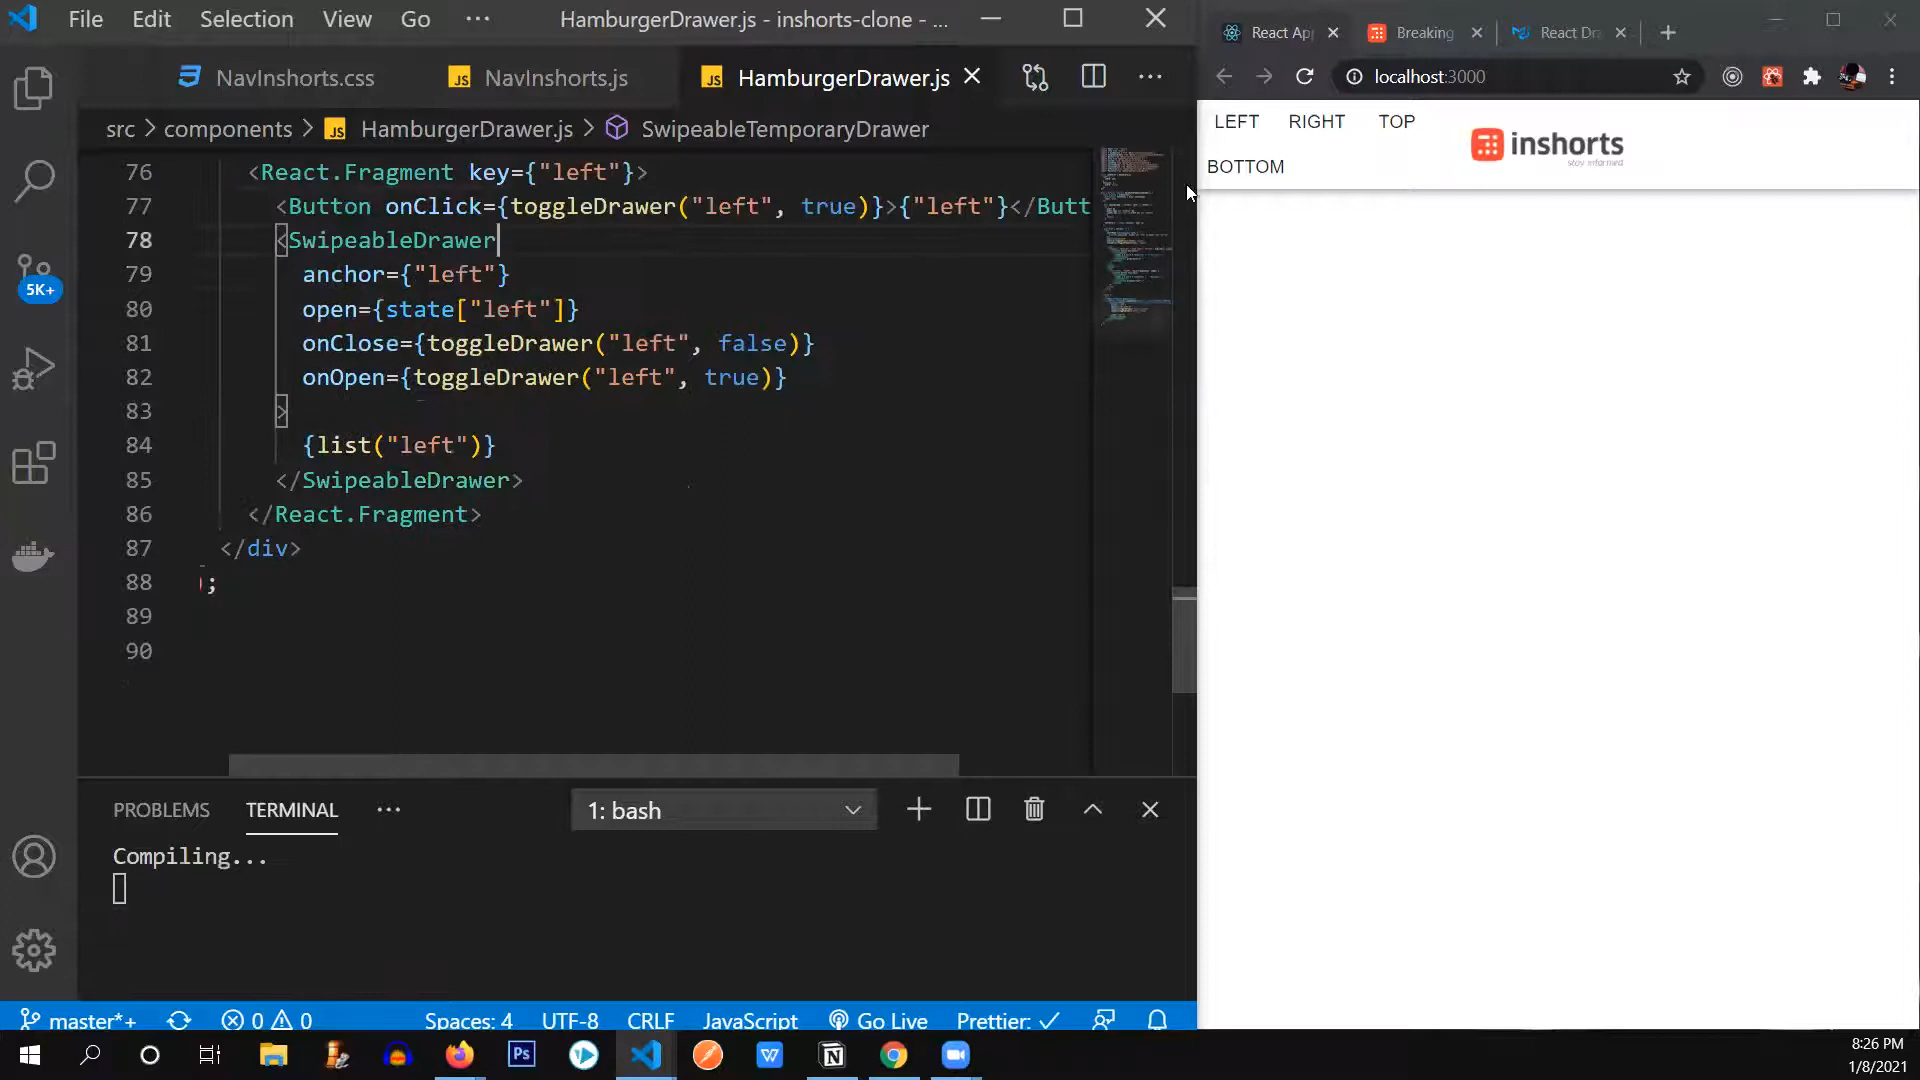 File Edit Selection View Go ··· HamburgerDrawer.js - inshorts-clone - ...
NavInshorts.css
JS NavInshorts.js
JS HamburgerDrawer.js
src > components > JS HamburgerDrawer.js > SwipeableTemporaryDrawer
76 <React.Fragment key={"left"}>
77 <Button onClick={toggleDrawer("left", true)}>{"left"}</Butt
78 <SwipeableDrawer
79 anchor={"left"}
80 open={state["left"]}
81 onClose={toggleDrawer("left", false)}
82 onOpen={toggleDrawer("left", true)}
83 >
84 {list("left")}
85 </SwipeableDrawer>
86 </React.Fragment>
87 </div>
88 );
89
90
5K+
PROBLEMS TERMINAL ··· 1: bash
Compiling...
master*+ 0 0 Spaces: 4 UTF-8 CRLF JavaScript Go Live Prettier: ✓
React Ap
Breaking
React Dra
localhost:3000
LEFT RIGHT TOP
BOTTOM
inshorts
stay informed
Ps
W
N
8:26 PM
1/8/2021